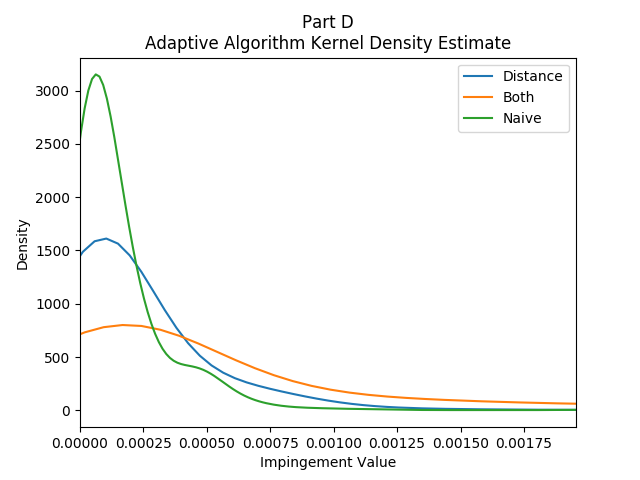 Part D
Adaptive Algorithm Kernel Density Estimate
Distance
Both
Naive
3000
2500
2000
1500
1000
500
0
Density
0.00000 0.00025 0.00050 0.00075 0.00100 0.00125 0.00150 0.00175
Impingement Value